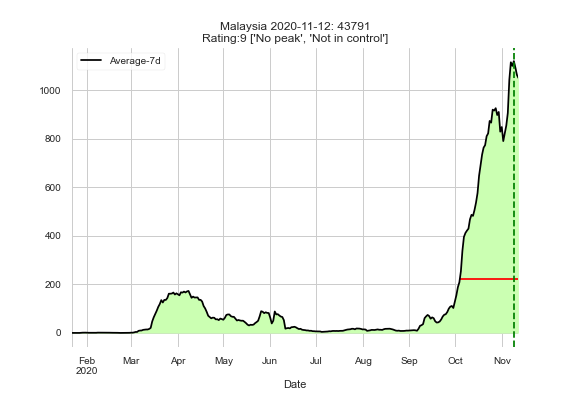 Malaysia 2020-11-12: 43791
Rating:9 ['No peak', 'Not in control']
Average-7d
1000
800
600
400
200
0
Feb Mar Apr May Jun Jul Aug Sep Oct Nov
2020
Date